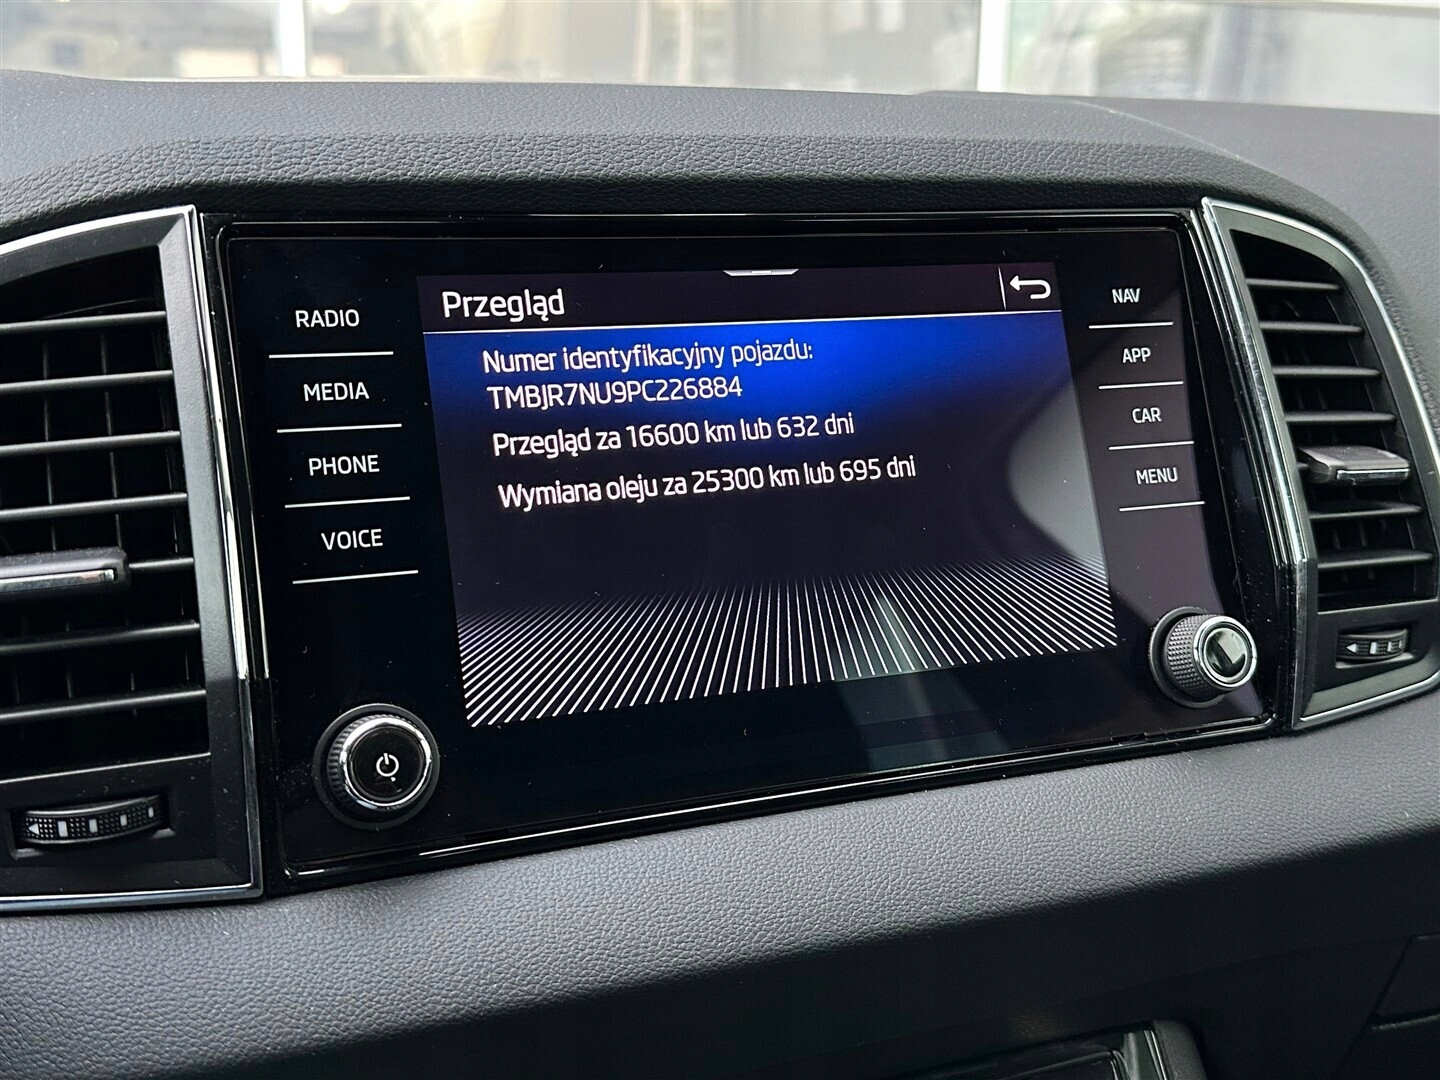 Przegląd
Numer identyfikacyjny pojazdu:
TMBJR7NU9PC226884
Przegląd za 16600 km lub 632 dni
Wymiana oleju za 25300 km lub 695 dni
RADIO
MEDIA
PHONE
VOICE
NAV
APP
CAR
MENU